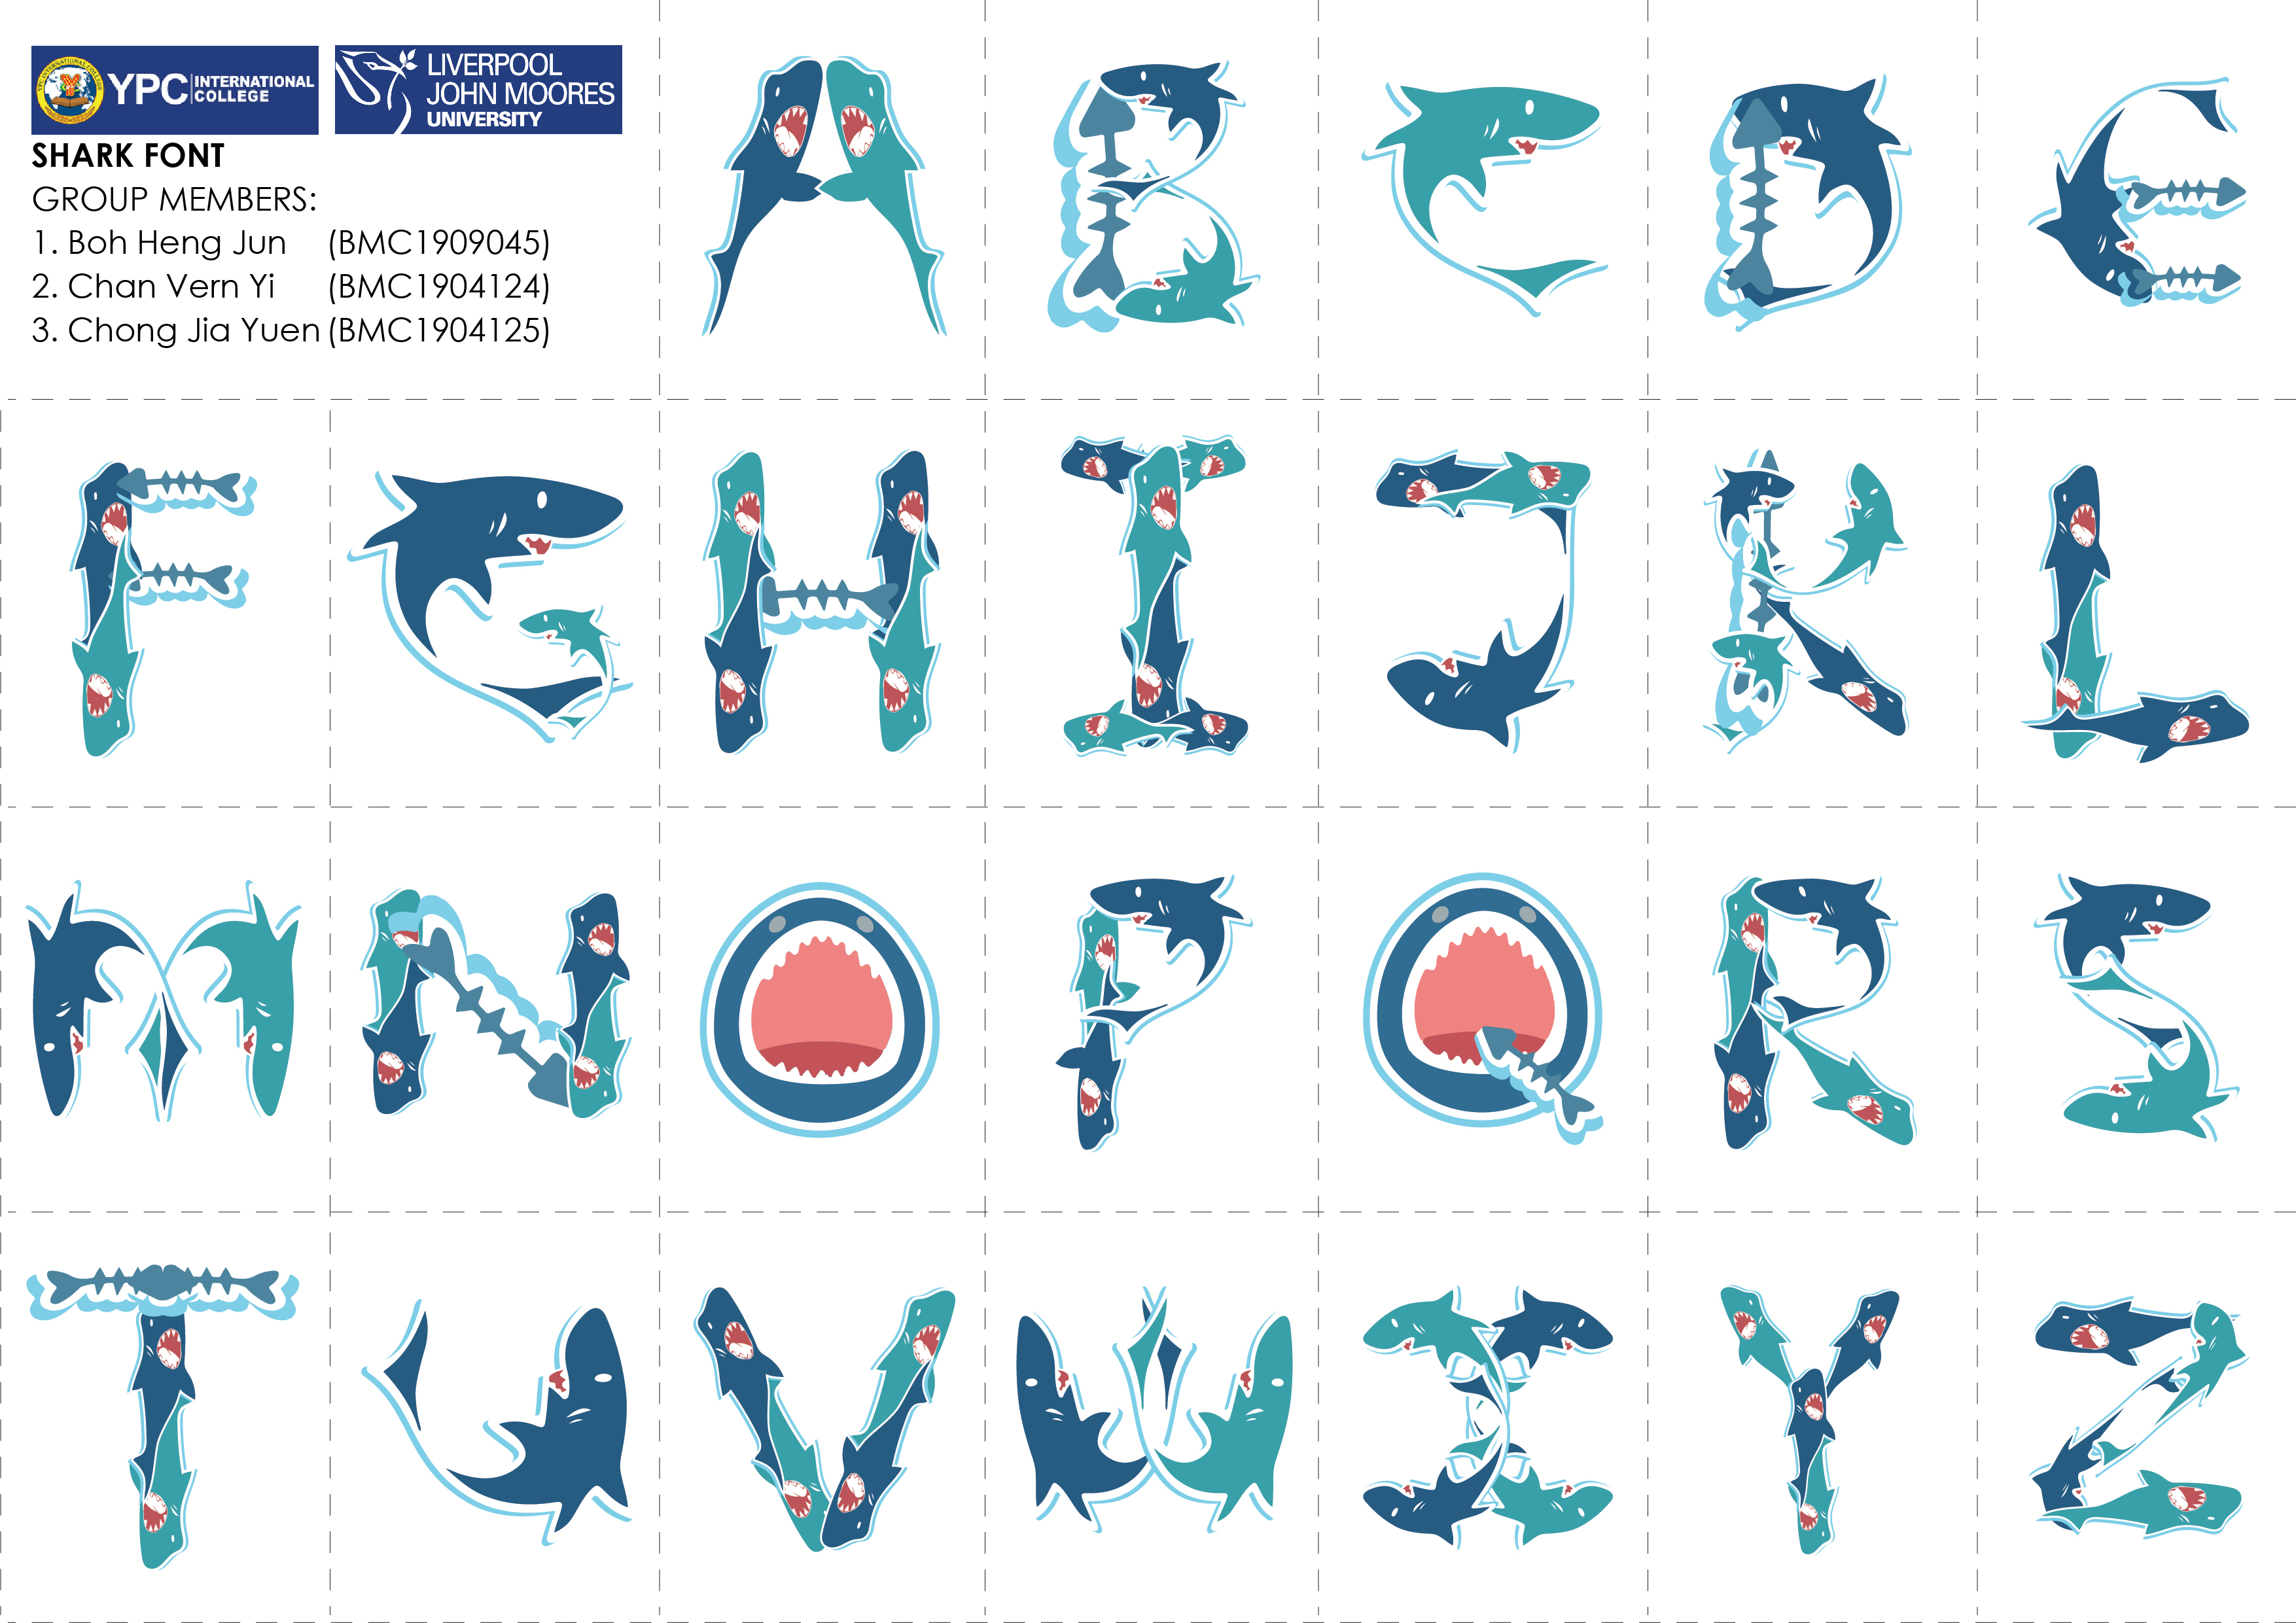 YPC INTERNATIONAL COLLEGE
LIVERPOOL
JOHN MOORES
UNIVERSITY
SHARK FONT
GROUP MEMBERS:
1. Boh Heng Jun (BMC1909045)
2. Chan Vern Yi (BMC1904124)
3. Chong Jia Yuen (BMC1904125)
A B C D E
F G H I J K L
M N O P Q R S
T U V W X Y Z